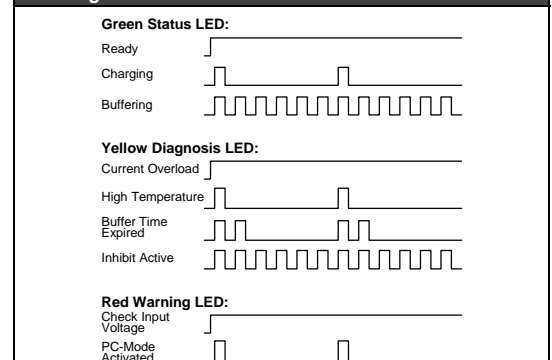 Green Status LED:
Ready
Charging
Buffering
Yellow Diagnosis LED:
Current Overload
High Temperature
Buffer Time
Expired
Inhibit Active
Red Warning LED:
Check Input
Voltage
PC-Mode
Activated